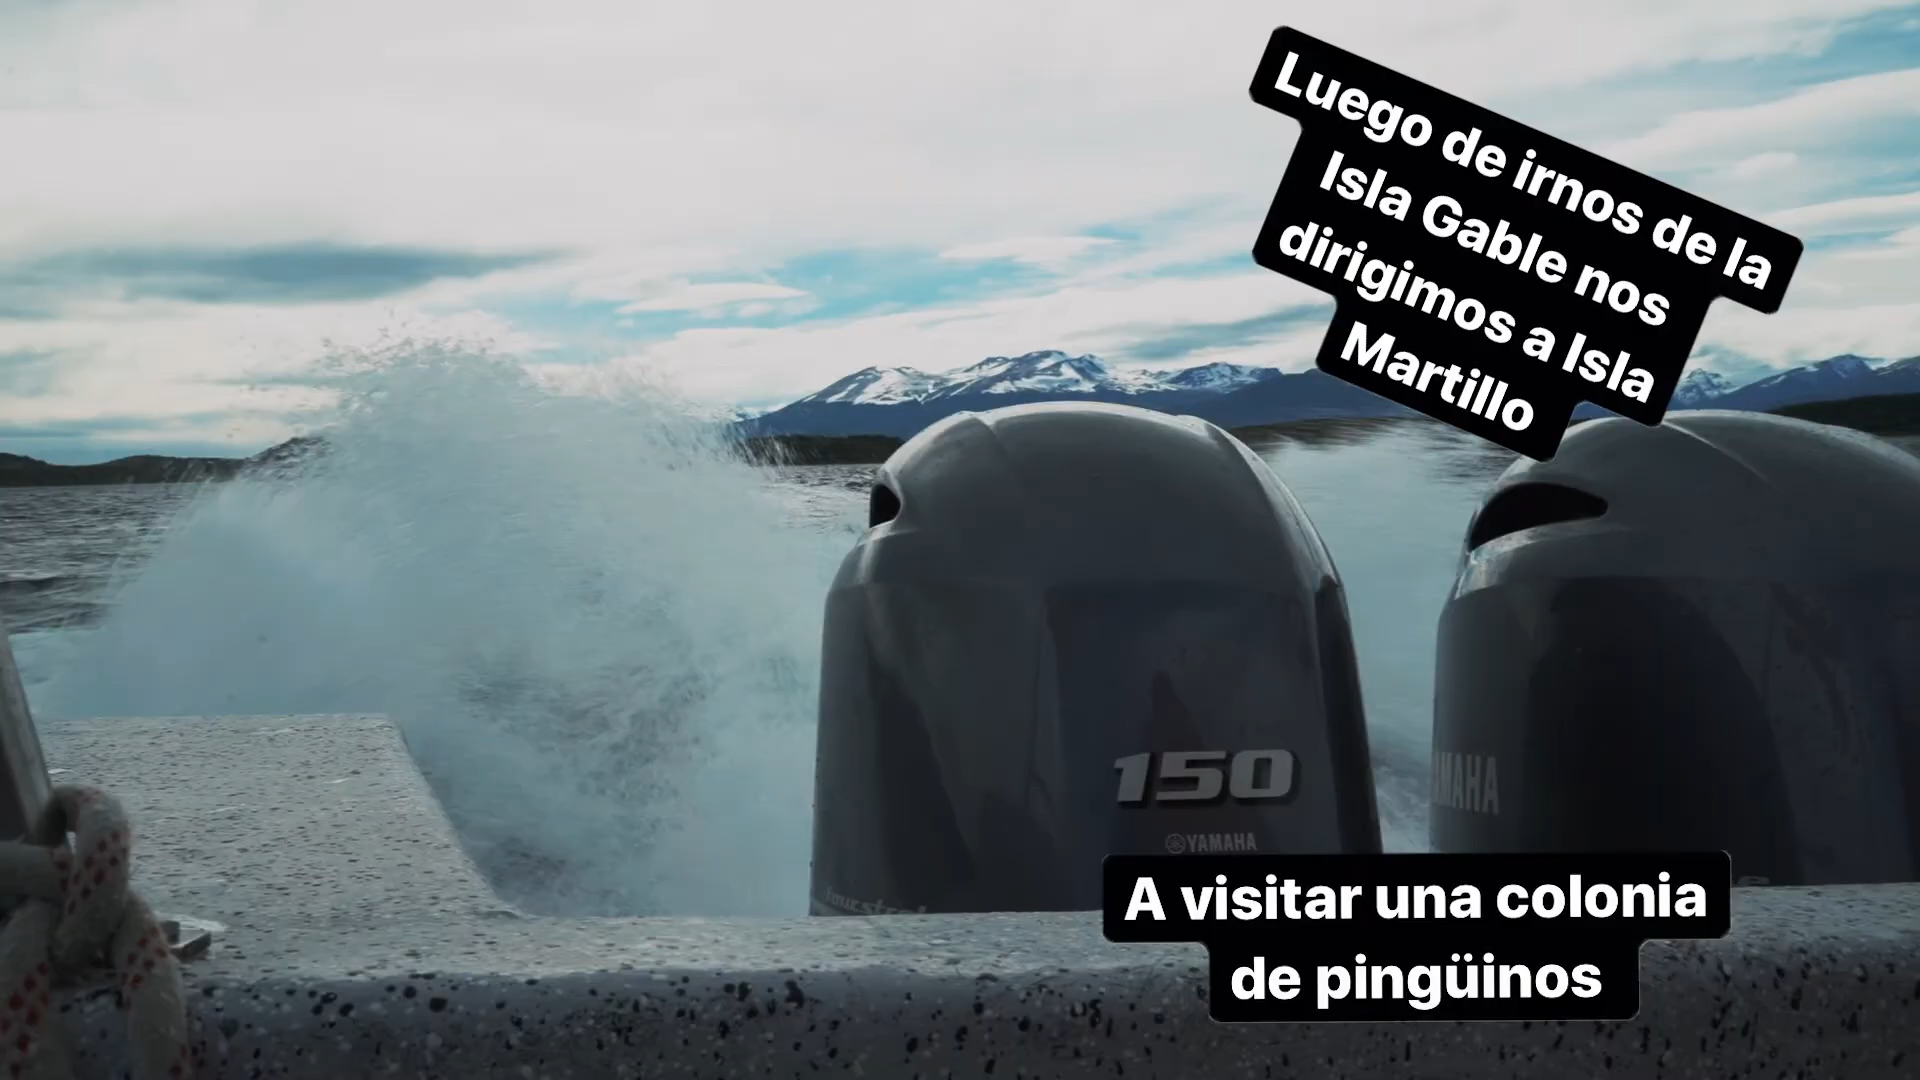 Luego de irnos de la
Isla Gable nos
dirigimos a Isla
Martillo
150
YAMAHA
YAMAHA
A visitar una colonia
de pingüinos